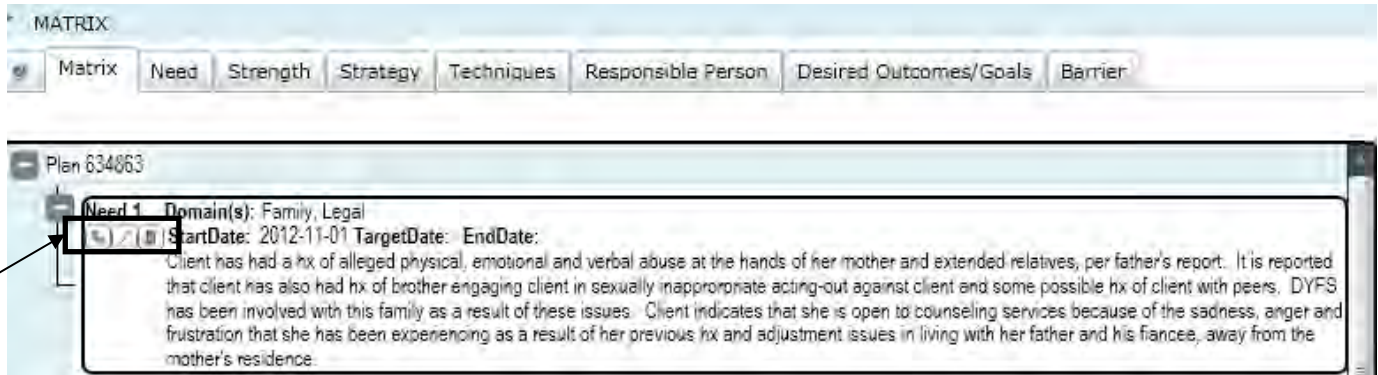 MATRIX
Matrix Need Strength Strategy Techniques Responsible Person Desired Outcomes/Goals Barrier
Plan 634863
Need 1 Domain(s): Family, Legal
StartDate: 2012-11-01 TargetDate: EndDate:
Client has had a hx of alleged physical, emotional and verbal abuse at the hands of her mother and extended relatives, per father's report. It is reported
that client has also had hx of brother engaging client in sexually inappropropriate acting-out against client and some possible hx of client with peers. DYFS
has been involved with this family as a result of these issues. Client indicates that she is open to counseling services because of the sadness, anger and
frustration that she has been experiencing as a result of her previous hx and adjustment issues in living with her father and his fiancee, away from the
mother's residence.